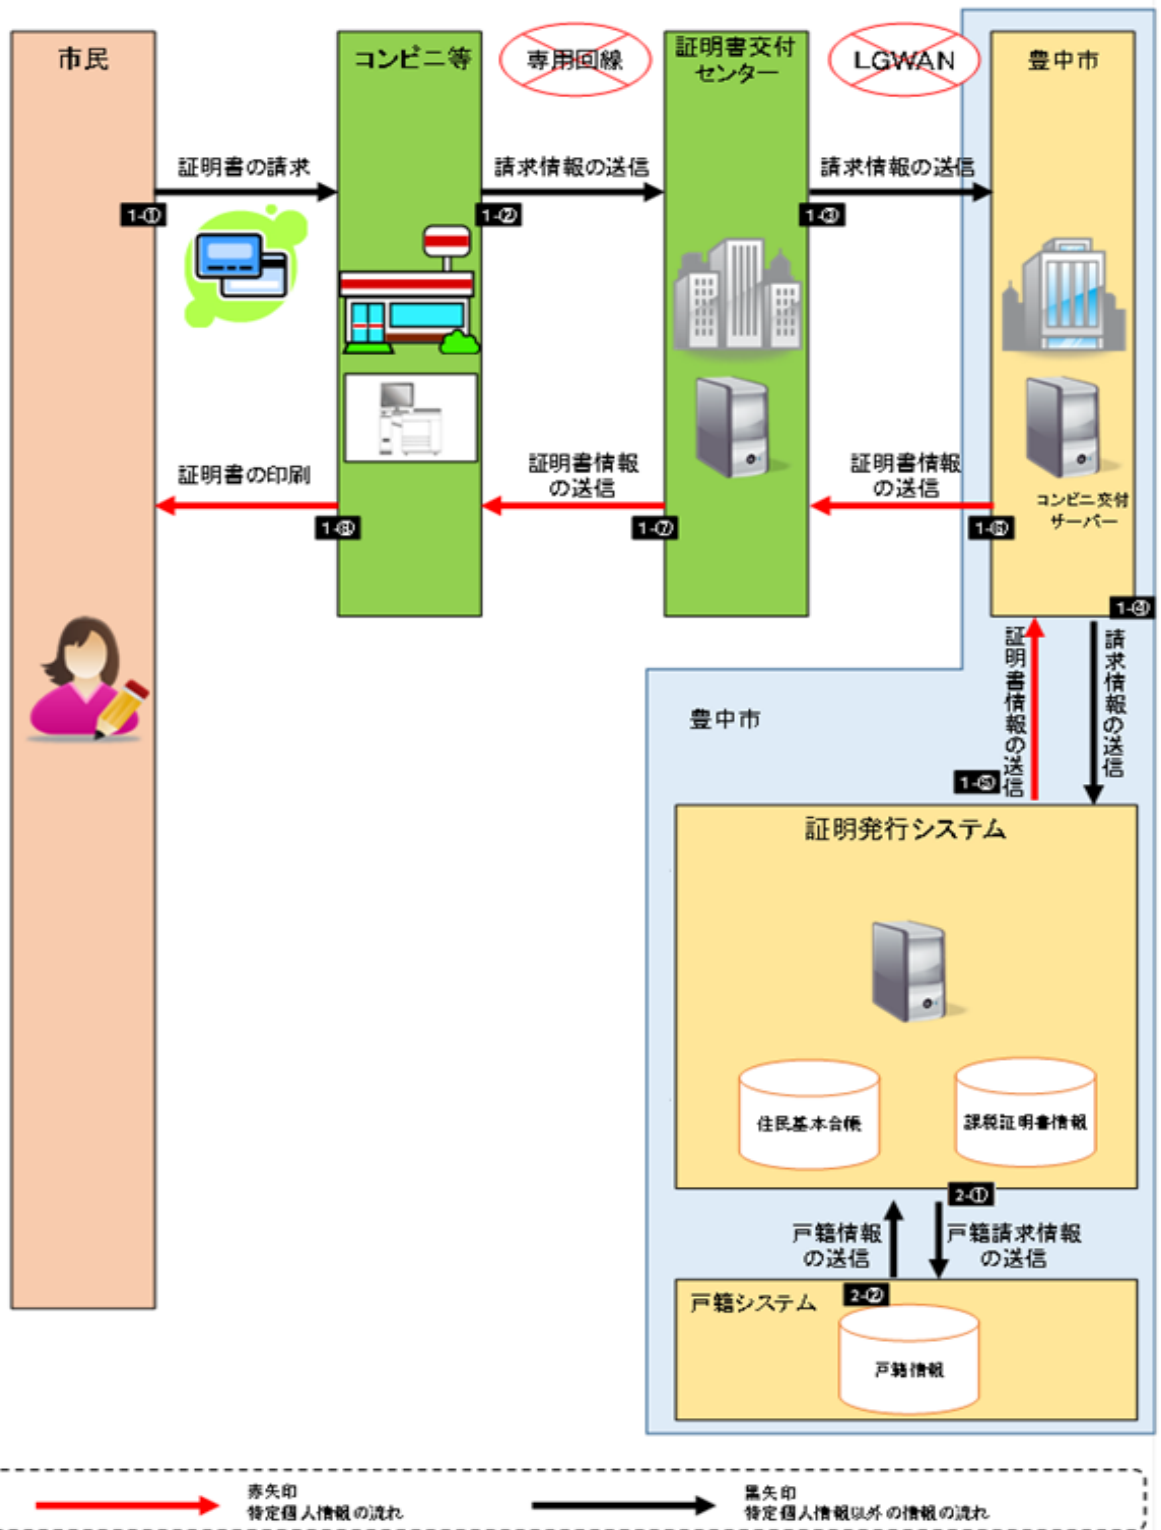 市民
コンビニ等
専用回線
証明書交付
センター
LGWAN
豊中市
証明書の請求
請求情報の送信
請求情報の送信
1-①
1-②
1-③
証明書の印刷
証明書情報
の送信
証明書情報
の送信
コンビニ交付
サーバー
1-⑧
1-⑦
1-⑥
1-④
証明書情報の送信
請求情報の送信
豊中市
1-⑤
証明発行システム
住民基本台帳
課税証明書情報
2-①
戸籍情報
の送信
戸籍請求情報
の送信
戸籍システム
2-②
戸籍情報
赤矢印
特定個人情報の流れ
黒矢印
特定個人情報以外の情報の流れ